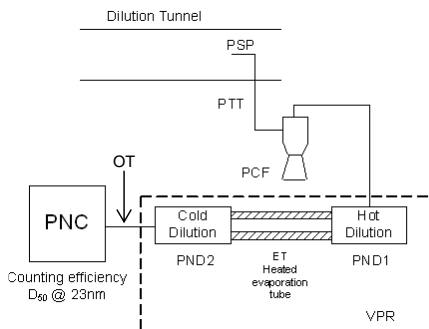 Dilution Tunnel
PSP
PTT
OT
PCF
PNC
Cold
Dilution
Hot
Dilution
Counting efficiency
D50 @ 23nm
PND2
ET
Heated
evaporation
tube
PND1
VPR